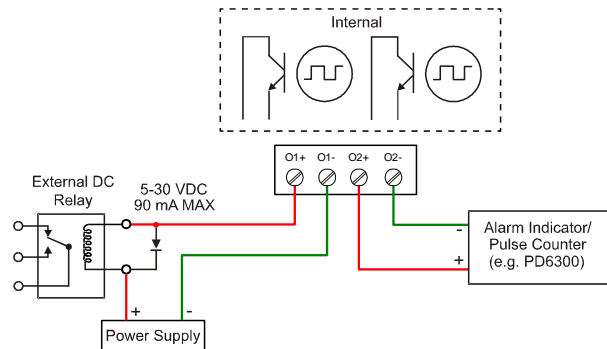 Internal
O1+ O1- O2+ O2-
External DC
Relay
5-30 VDC
90 mA MAX
Alarm Indicator/
Pulse Counter
(e.g. PD6300)
-
+
+ -
Power Supply